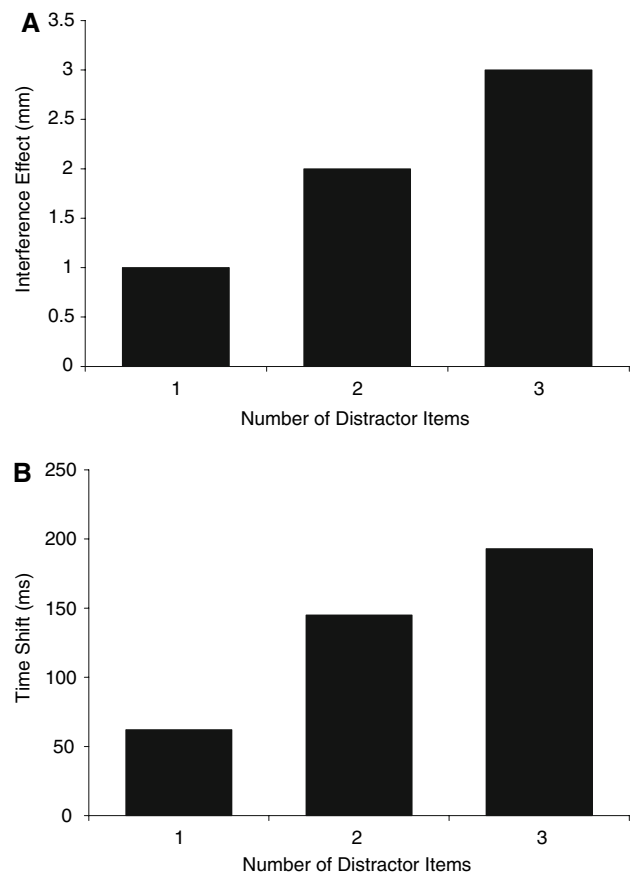 A
3.5
3
2.5
2
1.5
1
0.5
0
Interference Effect (mm)
1 2 3
Number of Distractor Items
B
250
200
150
100
50
0
Time Shift (ms)
1 2 3
Number of Distractor Items